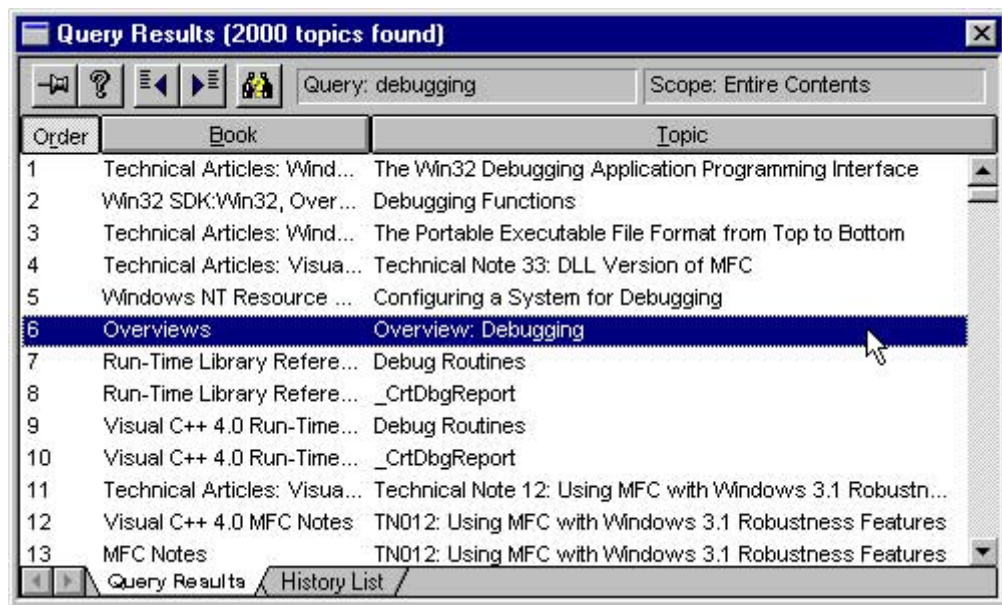 Query Results (2000 topics found)
Query: debugging Scope: Entire Contents
Order Book Topic
1 Technical Articles: Wind... The Win32 Debugging Application Programming Interface
2 Win32 SDK:Win32, Over... Debugging Functions
3 Technical Articles: Wind... The Portable Executable File Format from Top to Bottom
4 Technical Articles: Visua... Technical Note 33: DLL Version of MFC
5 Windows NT Resource ... Configuring a System for Debugging
6 Overviews Overview: Debugging
7 Run-Time Library Refere... Debug Routines
8 Run-Time Library Refere... _CrtDbgReport
9 Visual C++ 4.0 Run-Time... Debug Routines
10 Visual C++ 4.0 Run-Time... _CrtDbgReport
11 Technical Articles: Visua... Technical Note 12: Using MFC with Windows 3.1 Robustn...
12 Visual C++ 4.0 MFC Notes TN012: Using MFC with Windows 3.1 Robustness Features
13 MFC Notes TN012: Using MFC with Windows 3.1 Robustness Features
Query Results History List